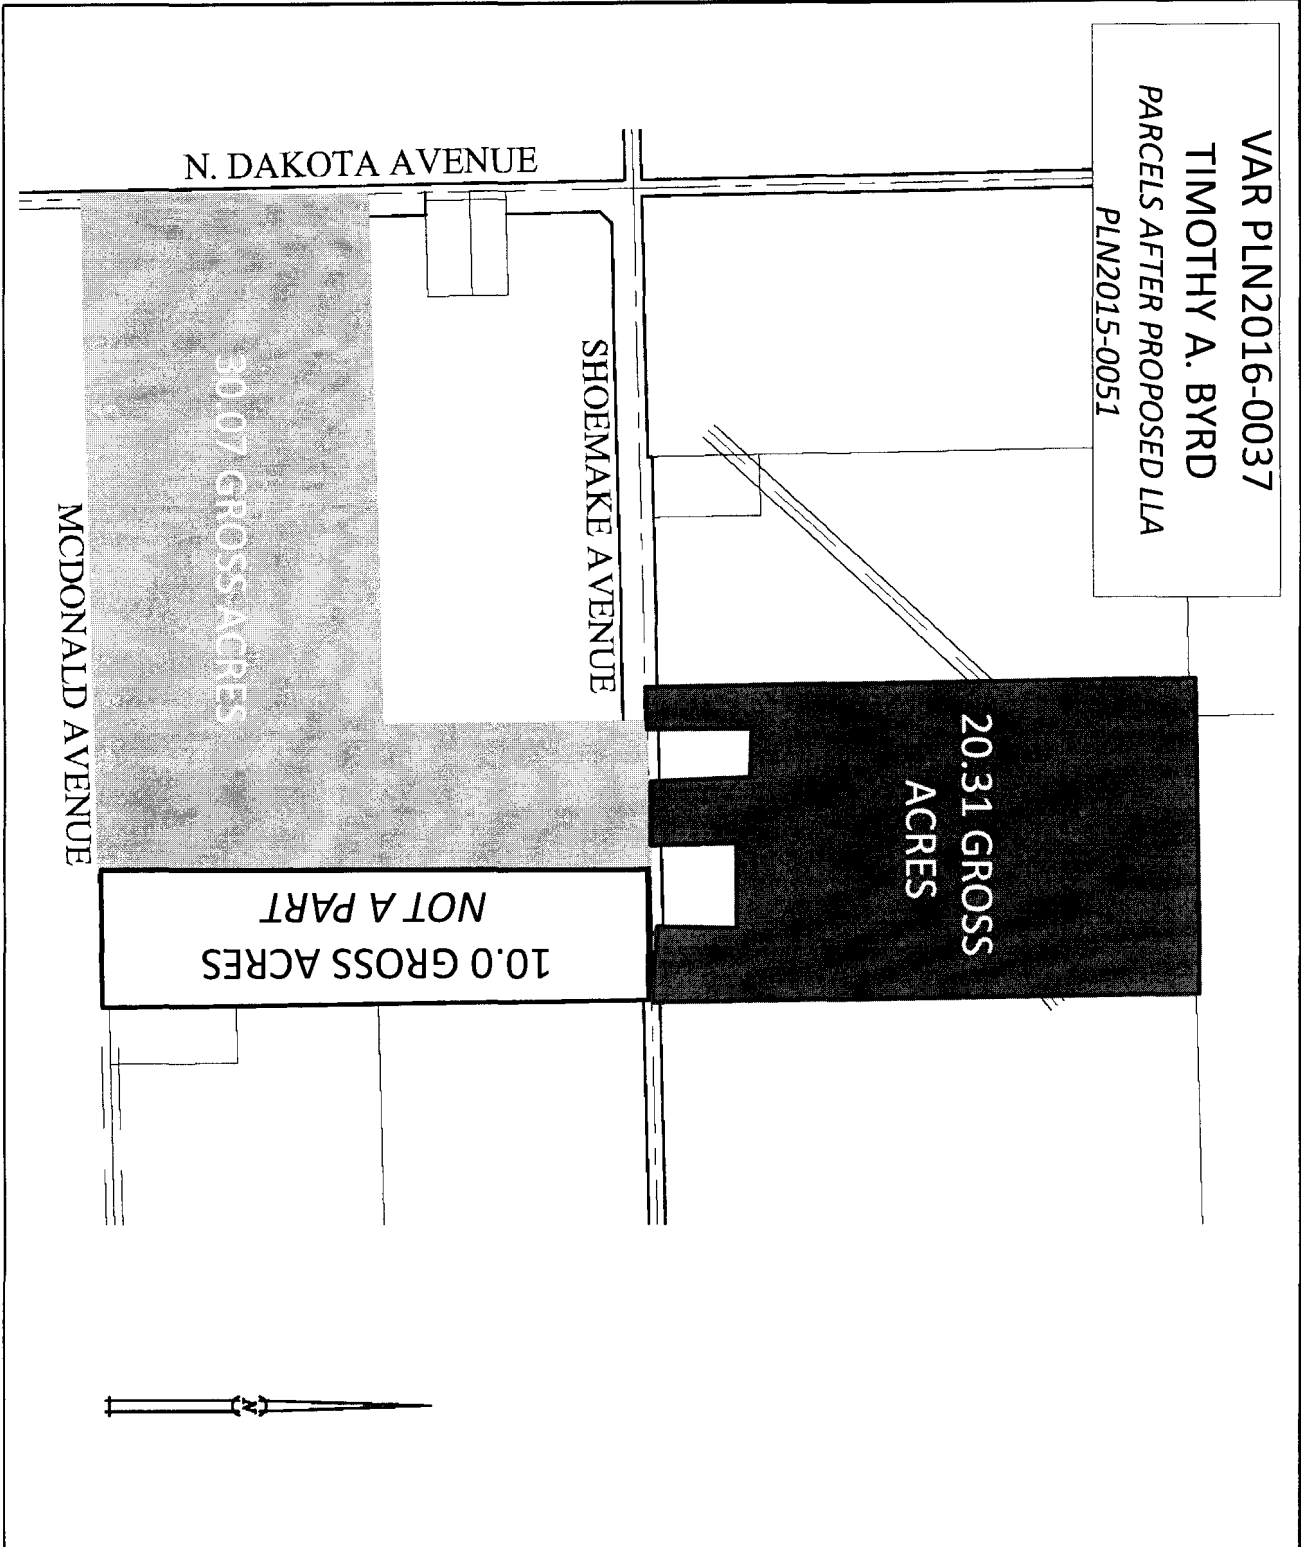 VAR PLN2016-0037
TIMOTHY A. BYRD
PARCELS AFTER PROPOSED LLA
PLN2015-0051
N. DAKOTA AVENUE
SHOEMAKE AVENUE
MCDONALD AVENUE
20.31 GROSS
ACRES
30.07 GROSS ACRES
10.0 GROSS ACRES
NOT A PART
N